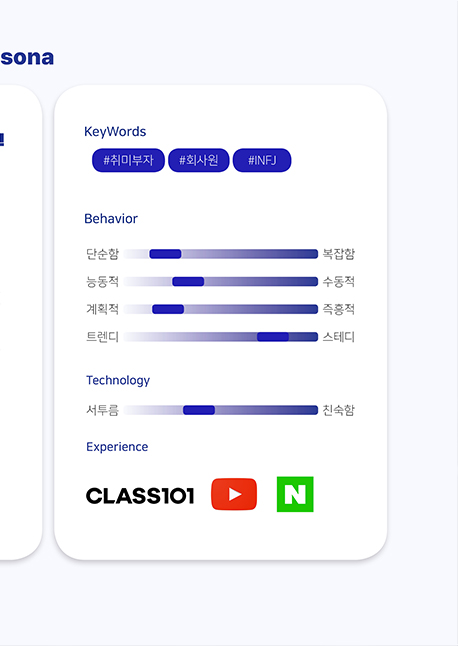 sona
KeyWords
#취미부자 #회사원 #INFJ
Behavior
단순함 복잡함
능동적 수동적
계획적 즉흥적
트렌디 스테디
Technology
서투름 친숙함
Experience
CLASS101 N